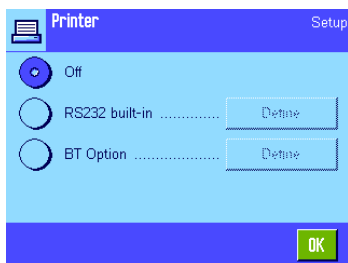 Printer Setup
Off
RS232 built-in .............. Define
BT Option .................... Define
OK